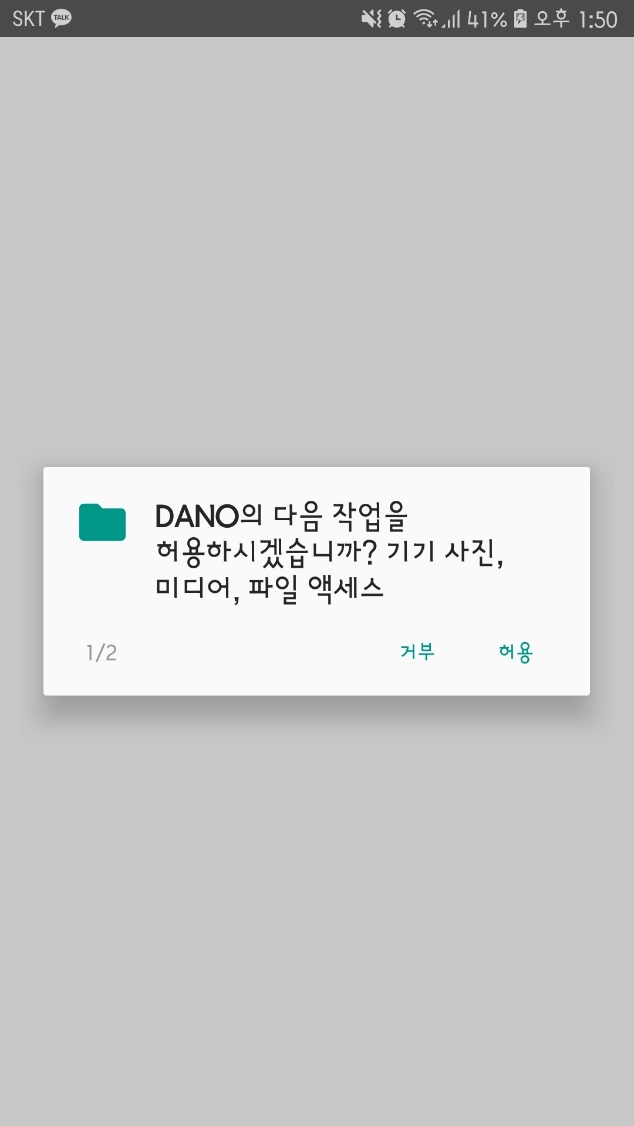 SKT TALK 41% 오후 1:50
DANO의 다음 작업을
허용하시겠습니까? 기기 사진,
미디어, 파일 액세스
1/2 거부 허용